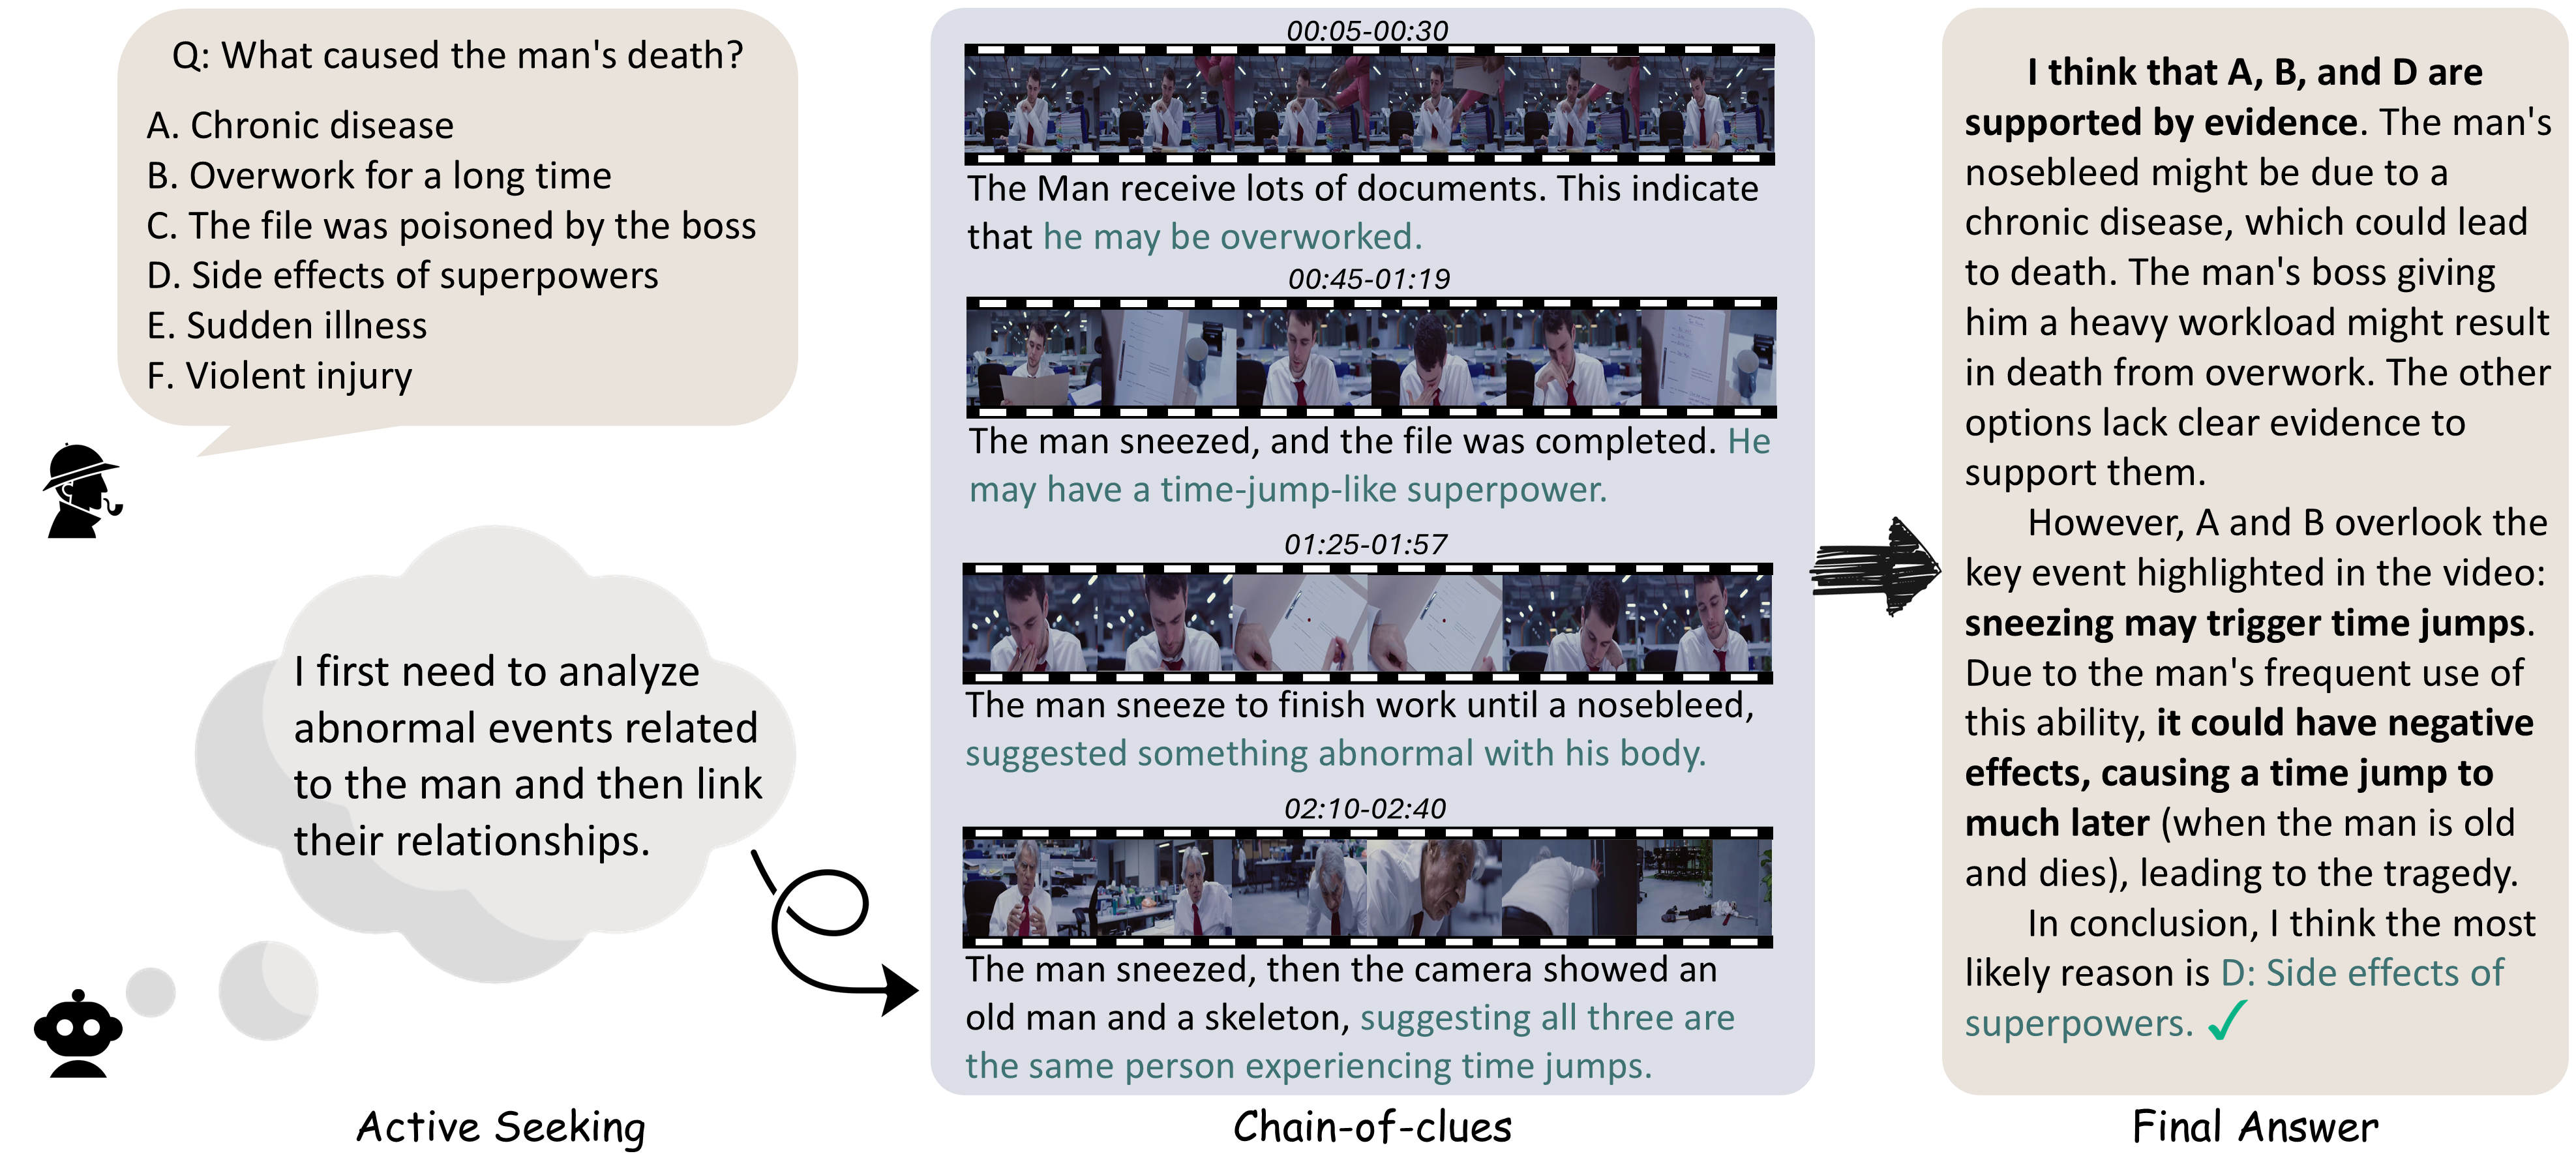 Q: What caused the man's death?
A. Chronic disease
B. Overwork for a long time
C. The file was poisoned by the boss
D. Side effects of superpowers
E. Sudden illness
F. Violent injury
I first need to analyze
abnormal events related
to the man and then link
their relationships.
Active Seeking
00:05-00:30
The Man receive lots of documents. This indicate
that he may be overworked.
00:45-01:19
The man sneezed, and the file was completed. He
may have a time-jump-like superpower.
01:25-01:57
The man sneeze to finish work until a nosebleed,
suggested something abnormal with his body.
02:10-02:40
The man sneezed, then the camera showed an
old man and a skeleton, suggesting all three are
the same person experiencing time jumps.
Chain-of-clues
I think that A, B, and D are
supported by evidence. The man's
nosebleed might be due to a
chronic disease, which could lead
to death. The man's boss giving
him a heavy workload might result
in death from overwork. The other
options lack clear evidence to
support them.
However, A and B overlook the
key event highlighted in the video:
sneezing may trigger time jumps.
Due to the man's frequent use of
this ability, it could have negative
effects, causing a time jump to
much later (when the man is old
and dies), leading to the tragedy.
In conclusion, I think the most
likely reason is D: Side effects of
superpowers.
Final Answer